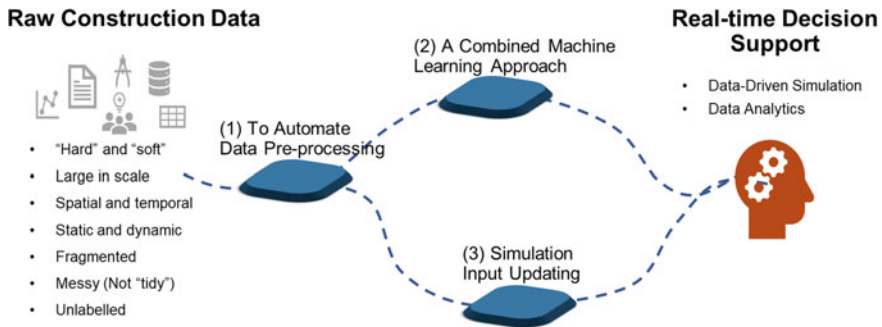 Raw Construction Data
“Hard” and “soft”
Large in scale
Spatial and temporal
Static and dynamic
Fragmented
Messy (Not “tidy”)
Unlabelled
(1) To Automate
Data Pre-processing
(2) A Combined Machine
Learning Approach
(3) Simulation
Input Updating
Real-time Decision
Support
Data-Driven Simulation
Data Analytics